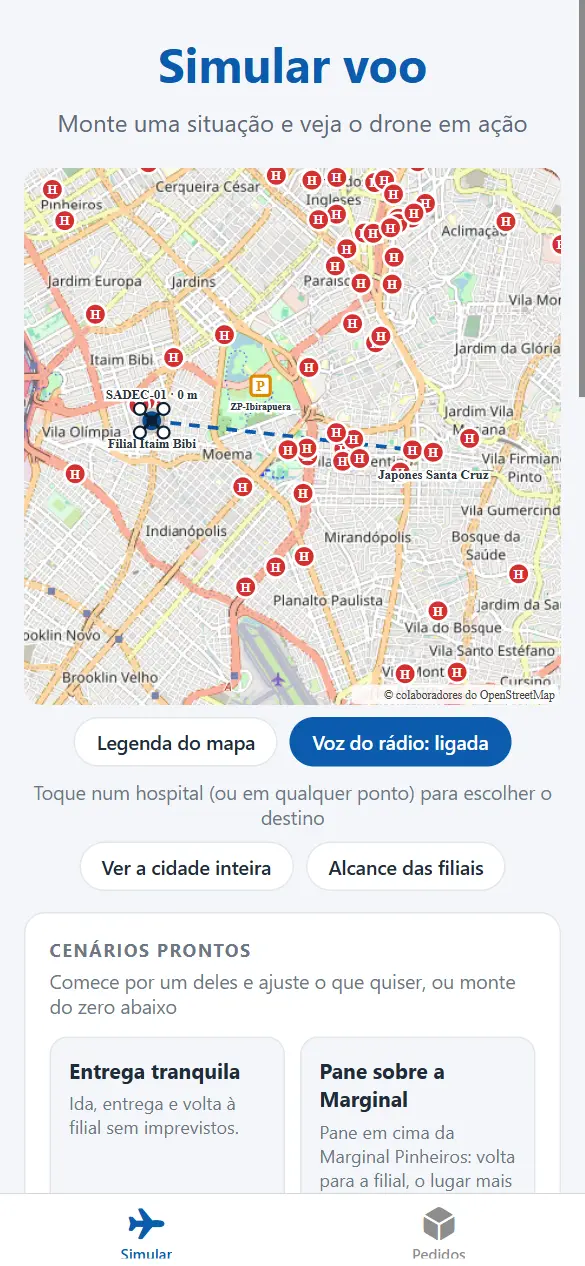 Simular voo
Monte uma situação e veja o drone em ação
Cerqueira César
Pinheiros
Ingleses
Aclimação
Jardim Europa
Jardins
Paraíso
Vila Mo
Itaim Bibi
Jardim da Glória
SADEC-01 · 0 m
ZP-Ibirapuera
P
Jardim Vila
Mariana
Vila Olímpia
Filial Itaim Bibi
Moema
Vila Firmian
Japones Santa Cruz
Pinto
Vila Gumercind
Indianópolis
Mirandópolis
Bosque da
Saúde
Planalto Paulista
Jardim da Sa
Vila do Bosque
ooklin Novo
Vila Santo Estéfano
Brooklin Velho
Cursino
© colaboradores do OpenStreetMap
Legenda do mapa
Voz do rádio: ligada
Toque num hospital (ou em qualquer ponto) para escolher o
destino
Ver a cidade inteira
Alcance das filiais
CENÁRIOS PRONTOS
Comece por um deles e ajuste o que quiser, ou monte
do zero abaixo
Entrega tranquila
Ida, entrega e volta à
filial sem imprevistos.
Pane sobre a
Marginal
Pane em cima da
Marginal Pinheiros: volta
para a filial, o lugar mais
Simular
Pedidos